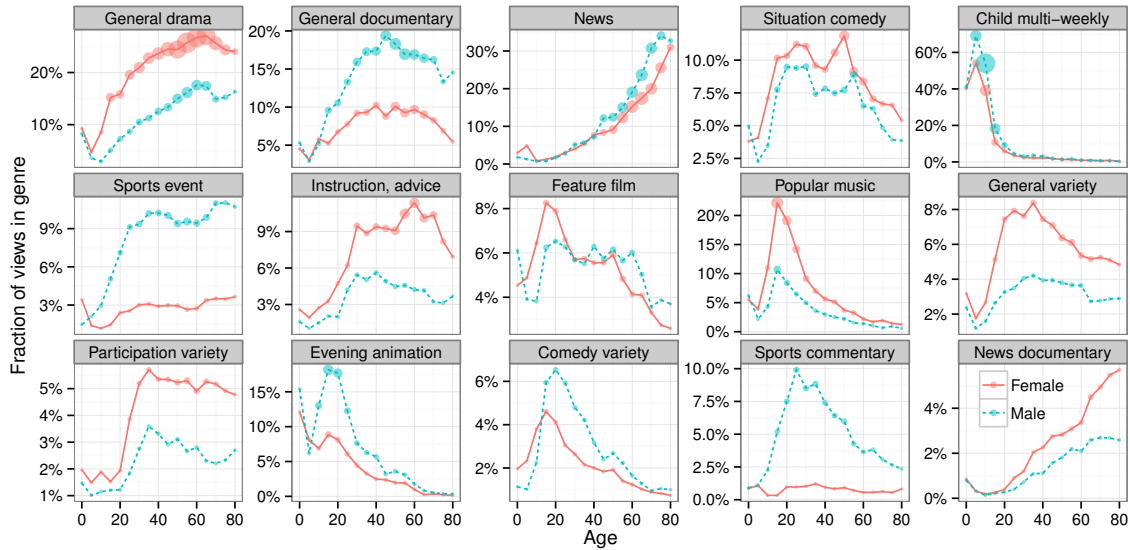 General drama
General documentary
News
Situation comedy
Child multi-weekly
10%
20%
5%
10%
15%
20%
0%
10%
20%
30%
2.5%
5.0%
7.5%
10.0%
0%
20%
40%
60%
Sports event
Instruction, advice
Feature film
Popular music
General variety
3%
6%
9%
3%
6%
9%
4%
6%
8%
0%
5%
10%
15%
20%
2%
4%
6%
8%
Participation variety
Evening animation
Comedy variety
Sports commentary
News documentary
1%
2%
3%
4%
5%
0%
5%
10%
15%
2%
4%
6%
0.0%
2.5%
5.0%
7.5%
10.0%
0%
2%
4%
Female
Male
0 20 40 60 80
0 20 40 60 80
0 20 40 60 80
0 20 40 60 80
0 20 40 60 80
Age
Fraction of views in genre